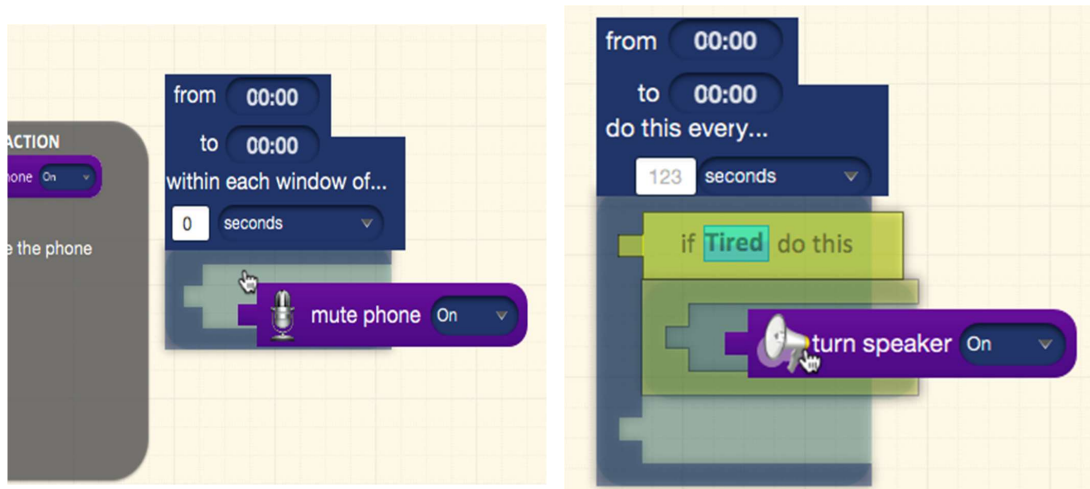 ACTION
hone On
e the phone
from 00:00
to 00:00
within each window of...
0 seconds
mute phone On
from 00:00
to 00:00
do this every...
123 seconds
if Tired do this
turn speaker On